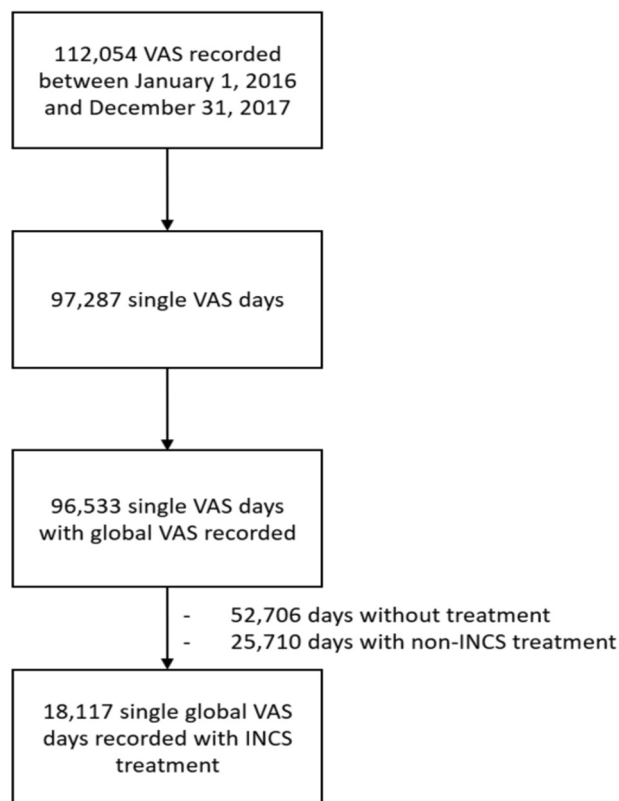 112,054 VAS recorded
between January 1, 2016
and December 31, 2017
97,287 single VAS days
96,533 single VAS days
with global VAS recorded
- 52,706 days without treatment
- 25,710 days with non-INCS treatment
18,117 single global VAS
days recorded with INCS
treatment